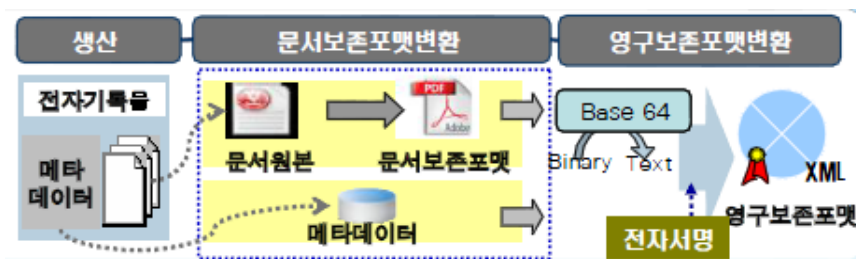 생산
문서보존포맷변환
영구보존포맷변환
전자기록물
메타
데이터
PDF
Adobe
문서원본
문서보존포맷
메타데이터
Base 64
Binary Text
전자서명
XML
영구보존포맷